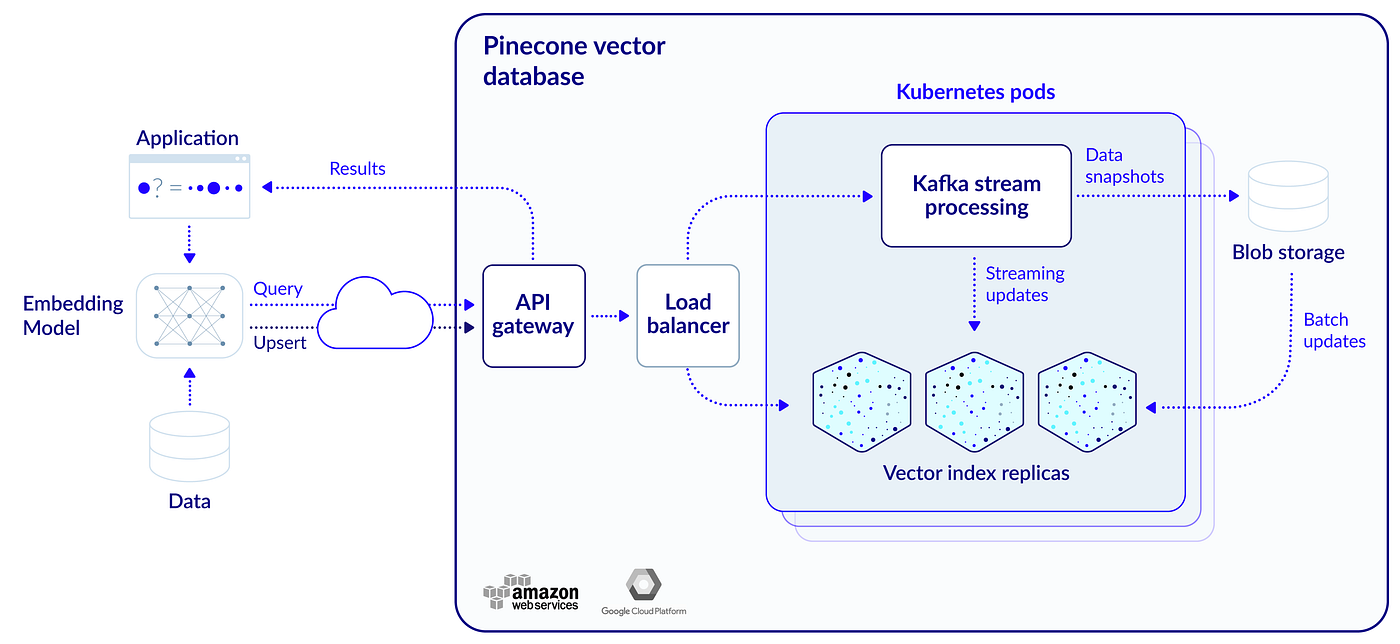 Pinecone vector
database
Kubernetes pods
Application
? =
Results
Data
snapshots
Kafka stream
processing
Blob storage
Embedding
Model
Query
Upsert
API
gateway
Load
balancer
Streaming
updates
Batch
updates
Vector index replicas
Data
amazon
web services
Google Cloud Platform